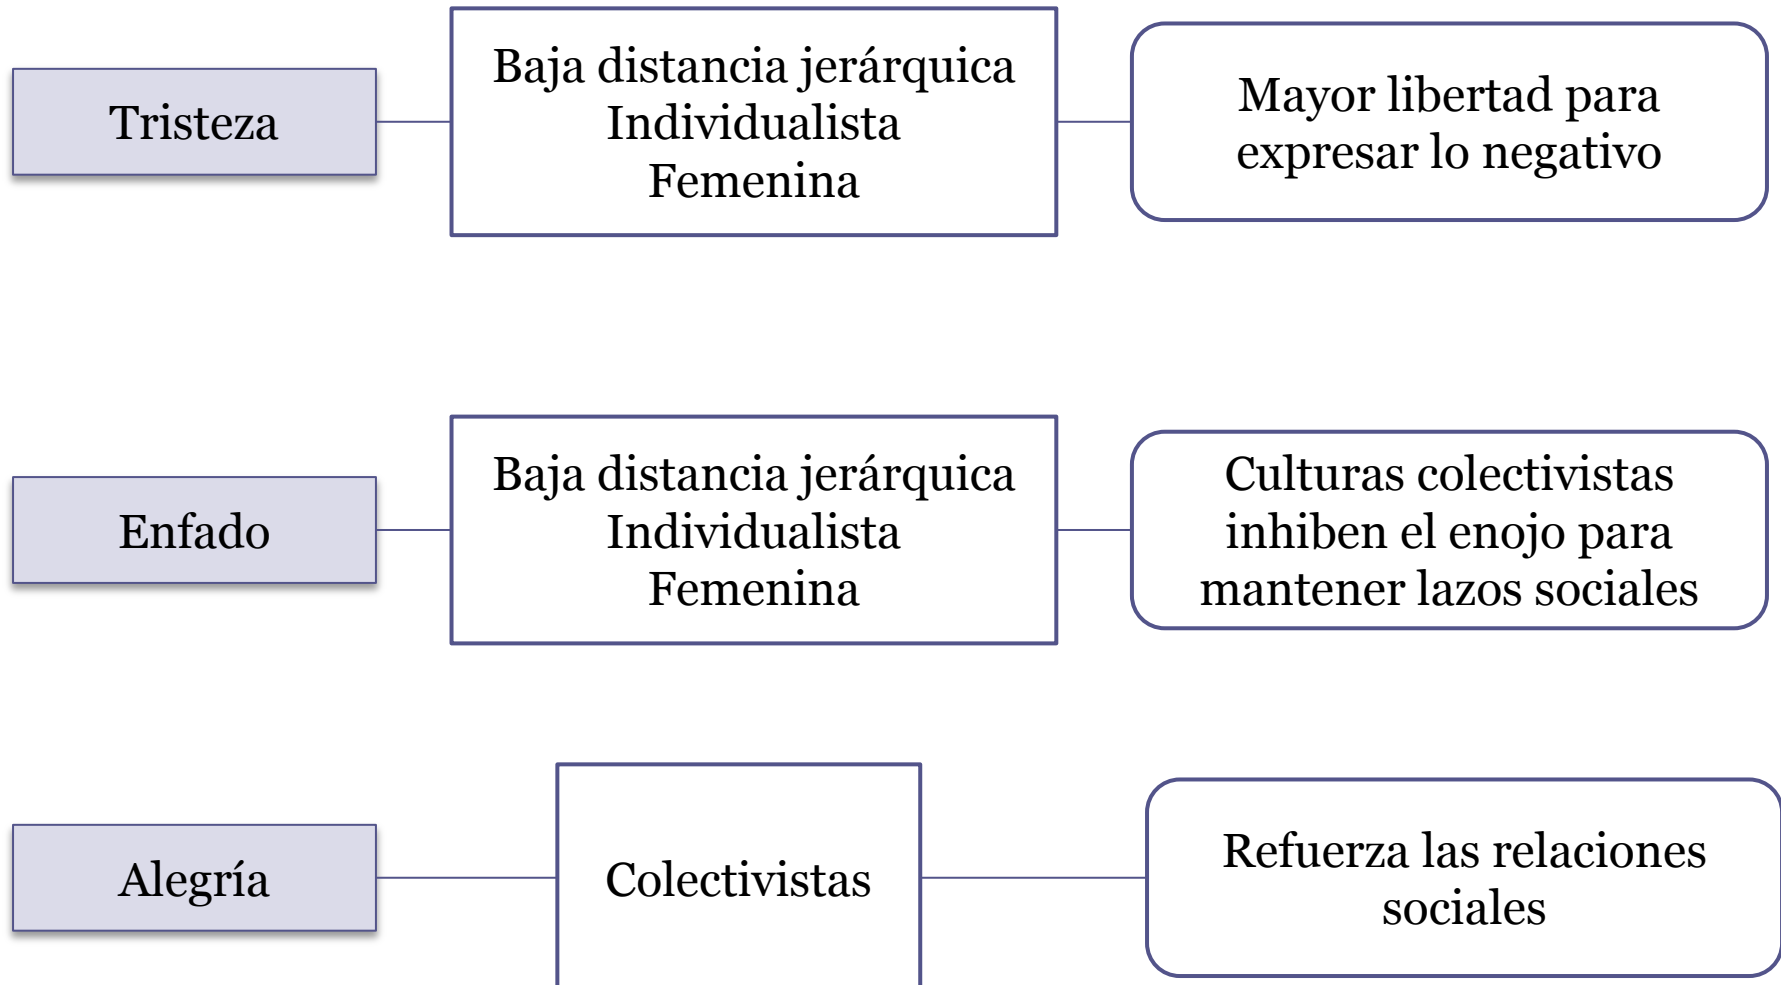 Tristeza
Baja distancia jerárquica
Individualista
Femenina
Mayor libertad para
expresar lo negativo
Enfado
Baja distancia jerárquica
Individualista
Femenina
Culturas colectivistas
inhiben el enojo para
mantener lazos sociales
Alegría
Colectivistas
Refuerza las relaciones
sociales